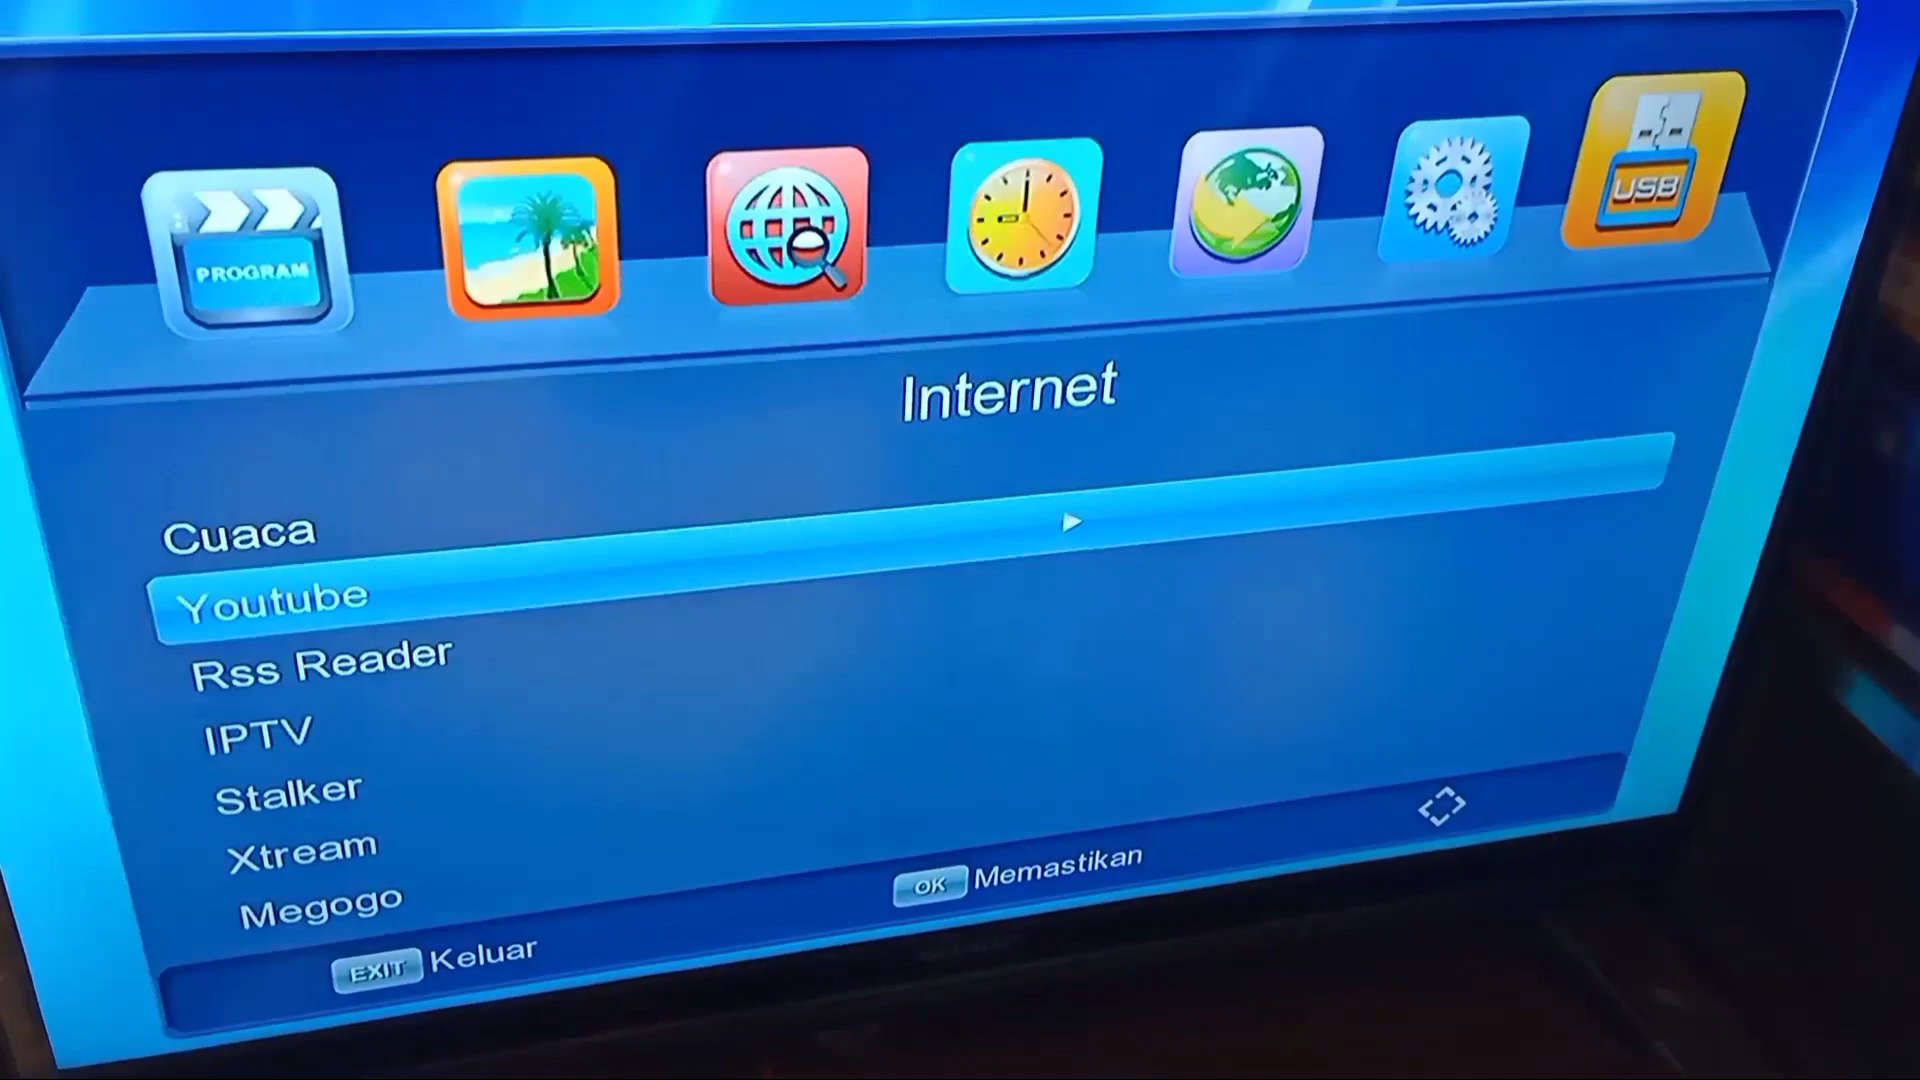 PROGRAM
USB
Internet
Cuaca
Youtube
Rss Reader
IPTV
Stalker
Xtream
Megogo
EXIT Keluar
OK Memastikan